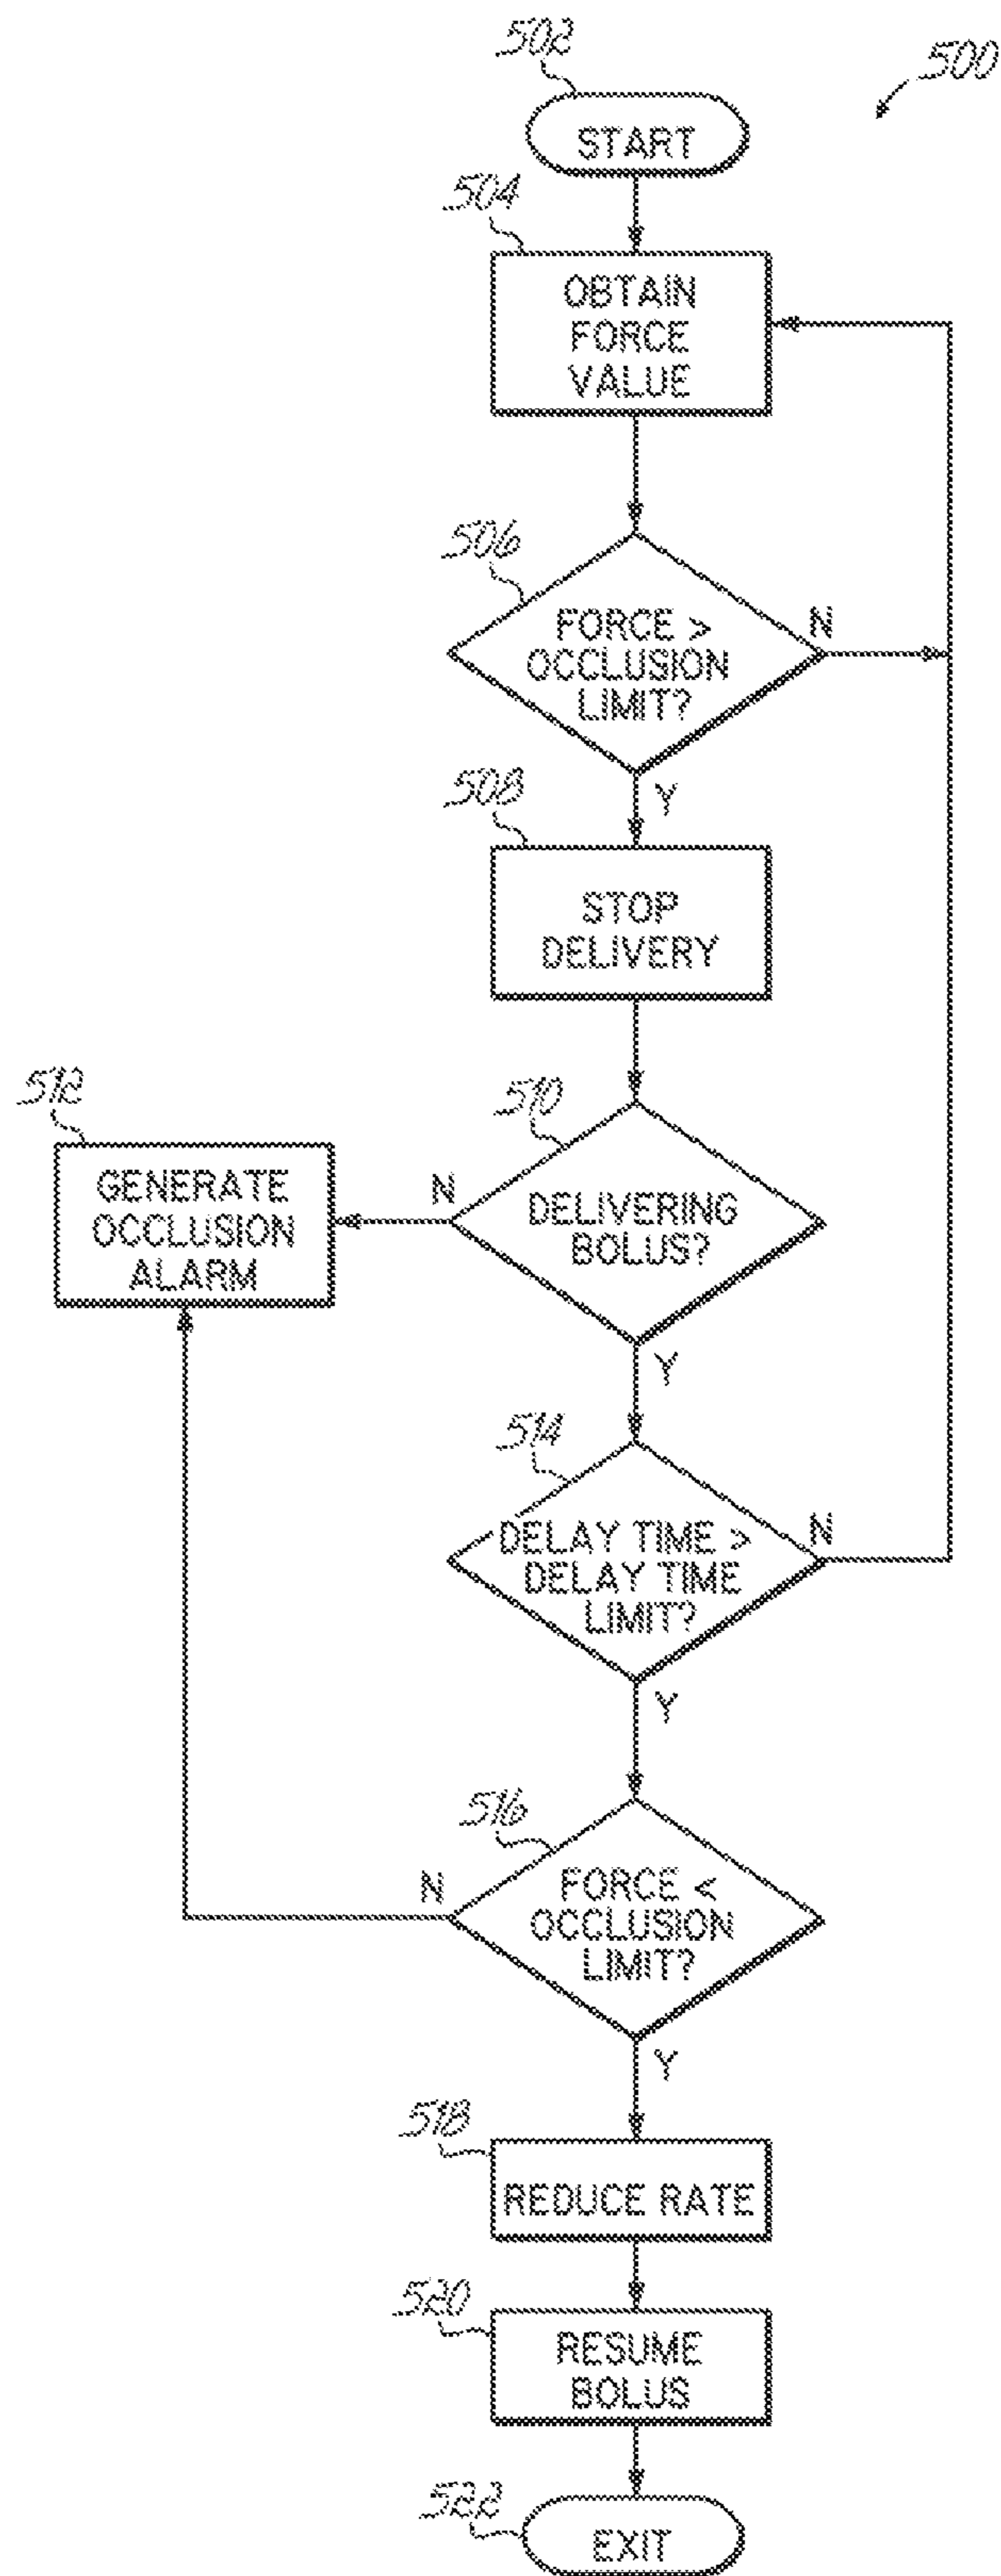 502
500
START
504
OBTAIN
FORCE
VALUE
506
FORCE >
OCCLUSION
LIMIT?
N
Y
508
STOP
DELIVERY
510
512
GENERATE
OCCLUSION
ALARM
N
DELIVERING
BOLUS?
Y
514
DELAY TIME >
DELAY TIME
LIMIT?
N
Y
516
N
FORCE <
OCCLUSION
LIMIT?
Y
518
REDUCE RATE
520
RESUME
BOLUS
522
EXIT